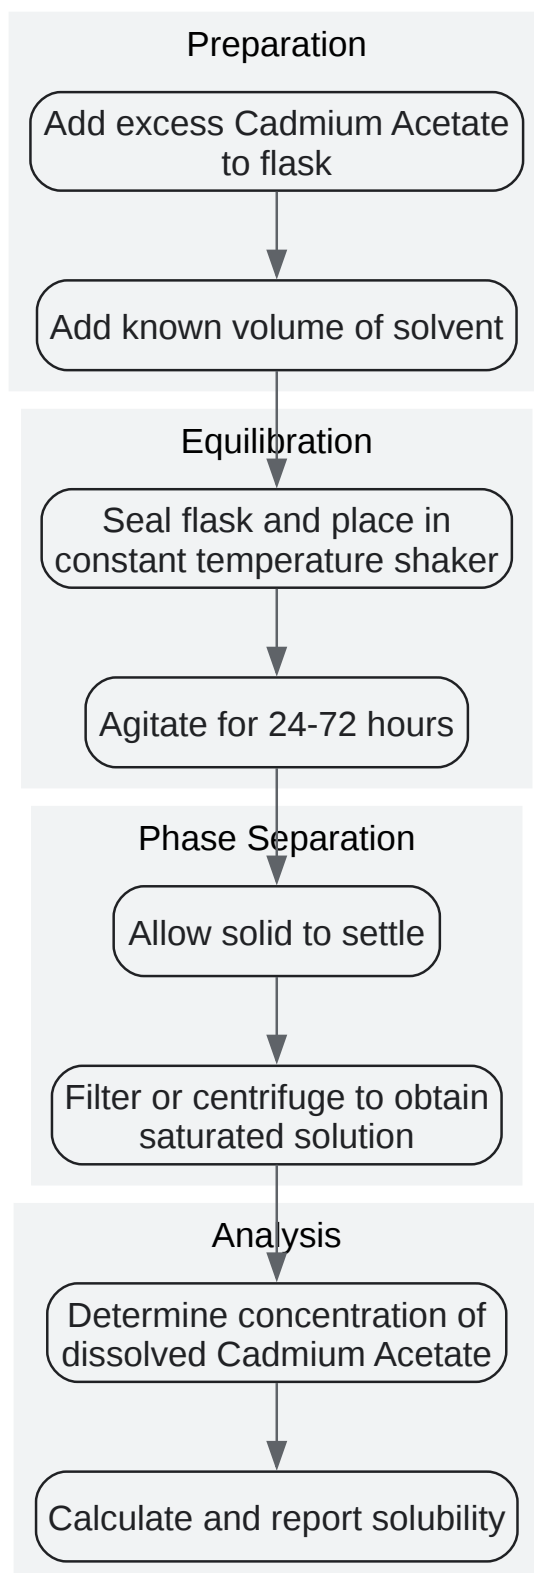 Preparation
Add excess Cadmium Acetate
to flask
Add known volume of solvent
Equilibration
Seal flask and place in
constant temperature shaker
Agitate for 24-72 hours
Phase Separation
Allow solid to settle
Filter or centrifuge to obtain
saturated solution
Analysis
Determine concentration of
dissolved Cadmium Acetate
Calculate and report solubility